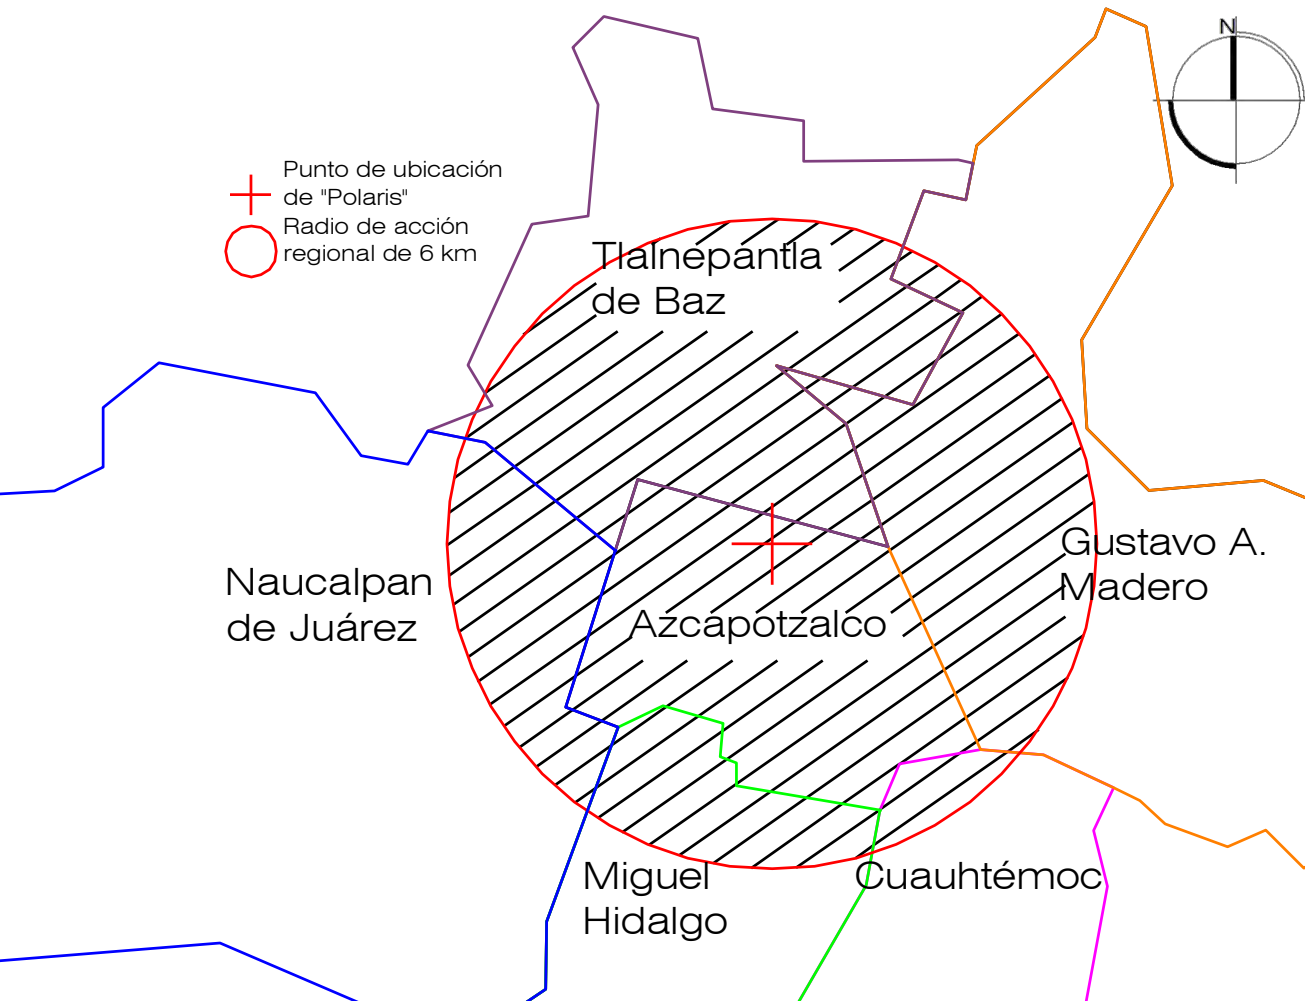 N
Punto de ubicación
de "Polaris"
Radio de acción
regional de 6 km
Tlalnepantla
de Baz
Gustavo A.
Madero
Naucalpan
de Juárez
Azcapotzalco
Miguel
Hidalgo
Cuauhtémoc